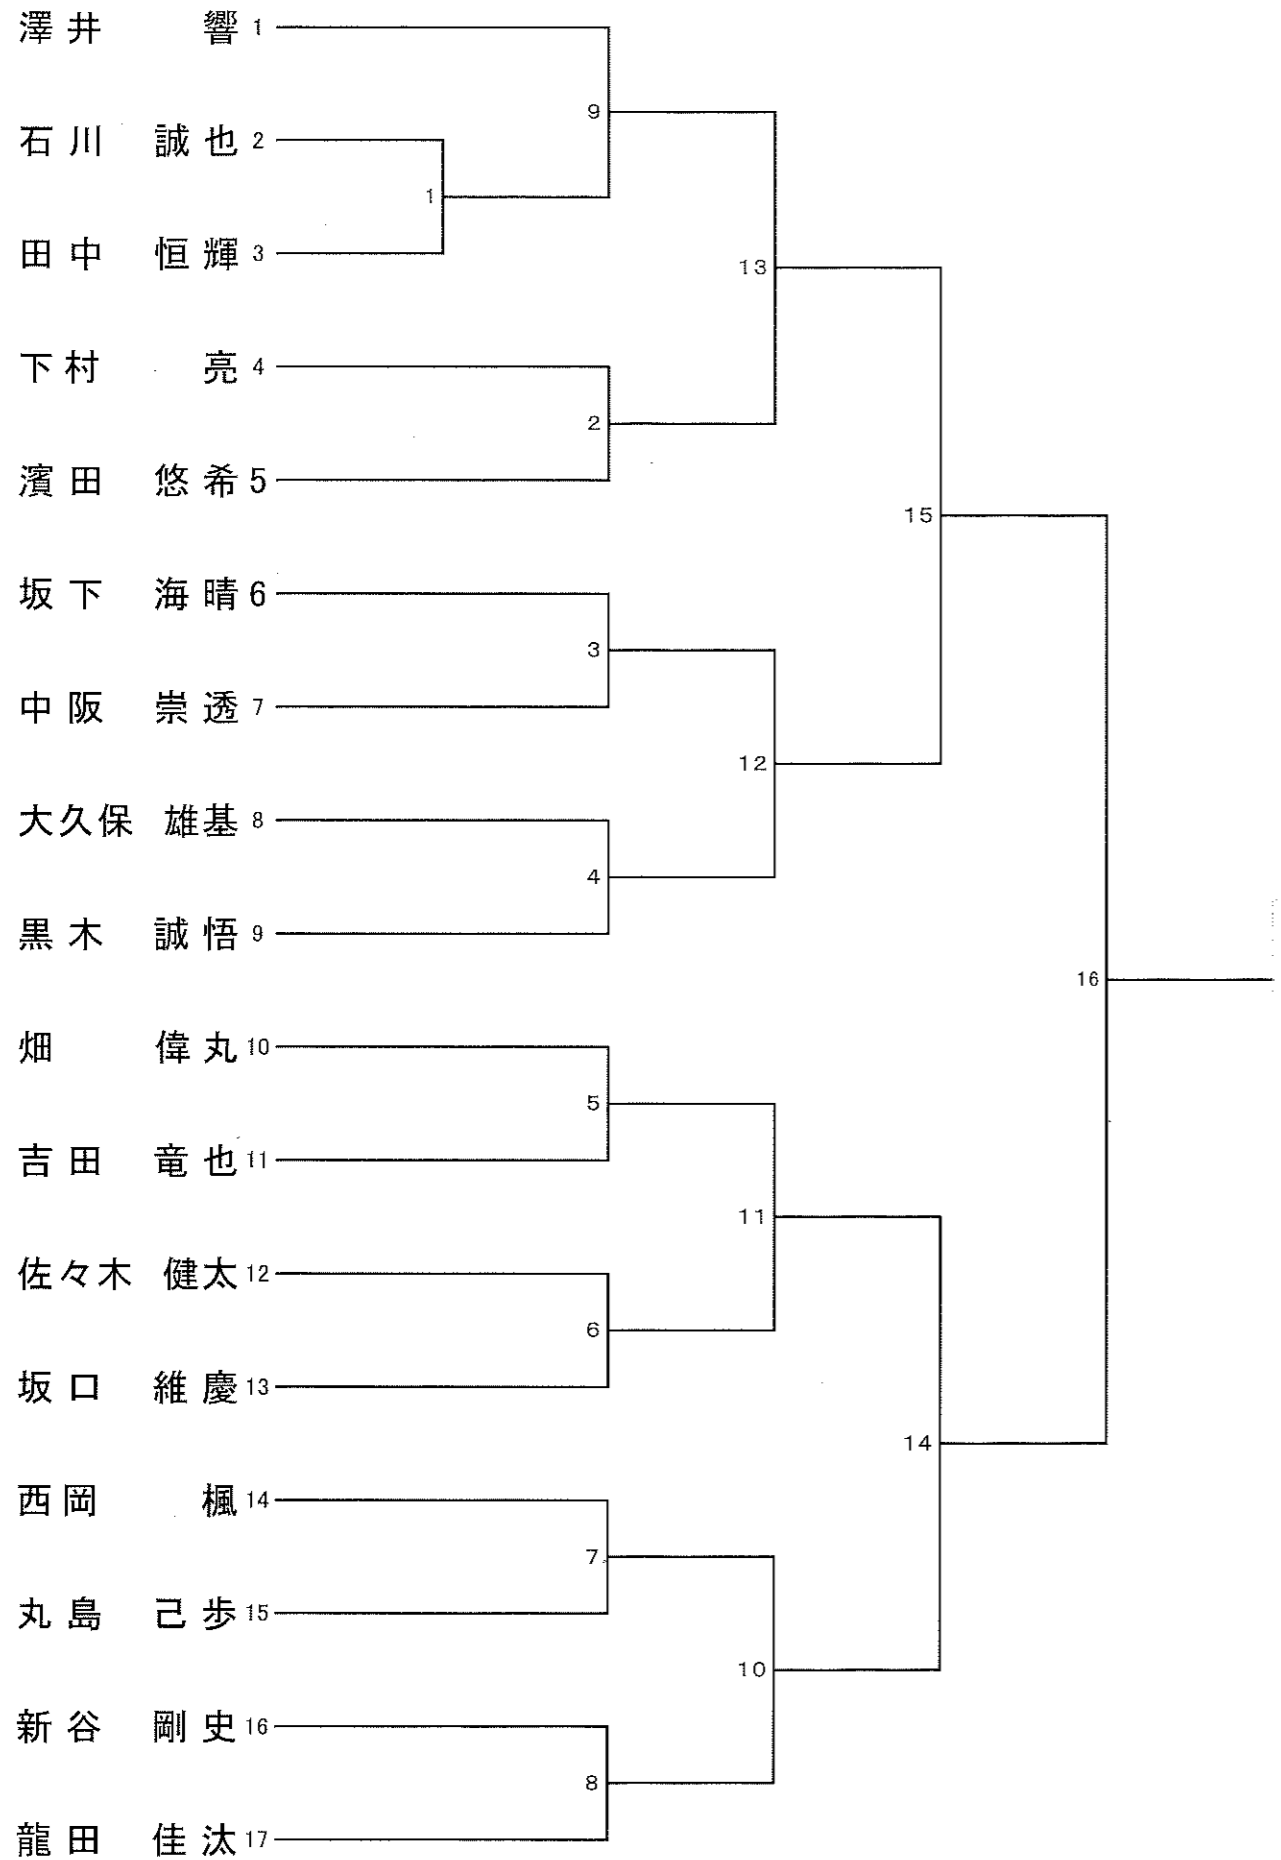 澤井 響 1
9
石川 誠也 2
1
田中 恒輝 3
13
下村 亮 4
2
濱田 悠希 5
15
坂下 海晴 6
3
中阪 崇透 7
12
大久保 雄基 8
4
黒木 誠悟 9
16
畑 偉丸 10
5
吉田 竜也 11
11
佐々木 健太 12
6
坂口 維慶 13
14
西岡 楓 14
7
丸島 己歩 15
10
新谷 剛史 16
8
龍田 佳汰 17